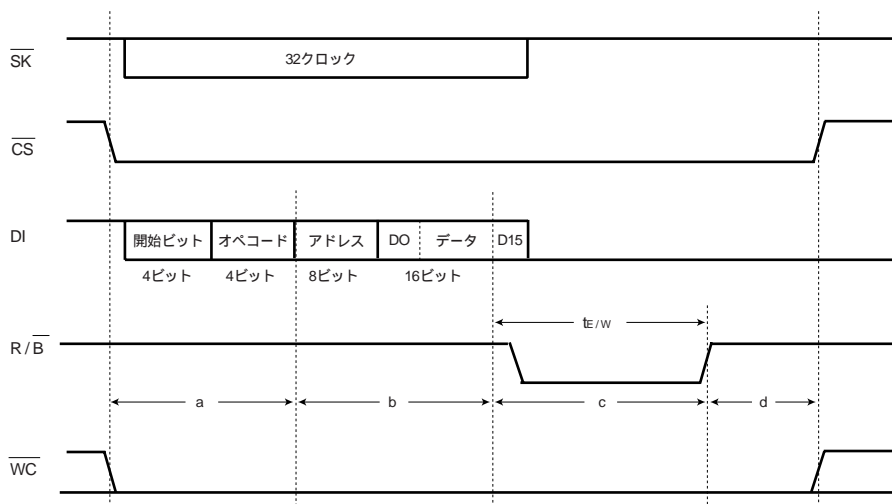 SK
32クロック
CS
DI
開始ビット オペコード アドレス DO データ D15
4ビット 4ビット 8ビット 16ビット
tE/W
R/B
a b c d
WC